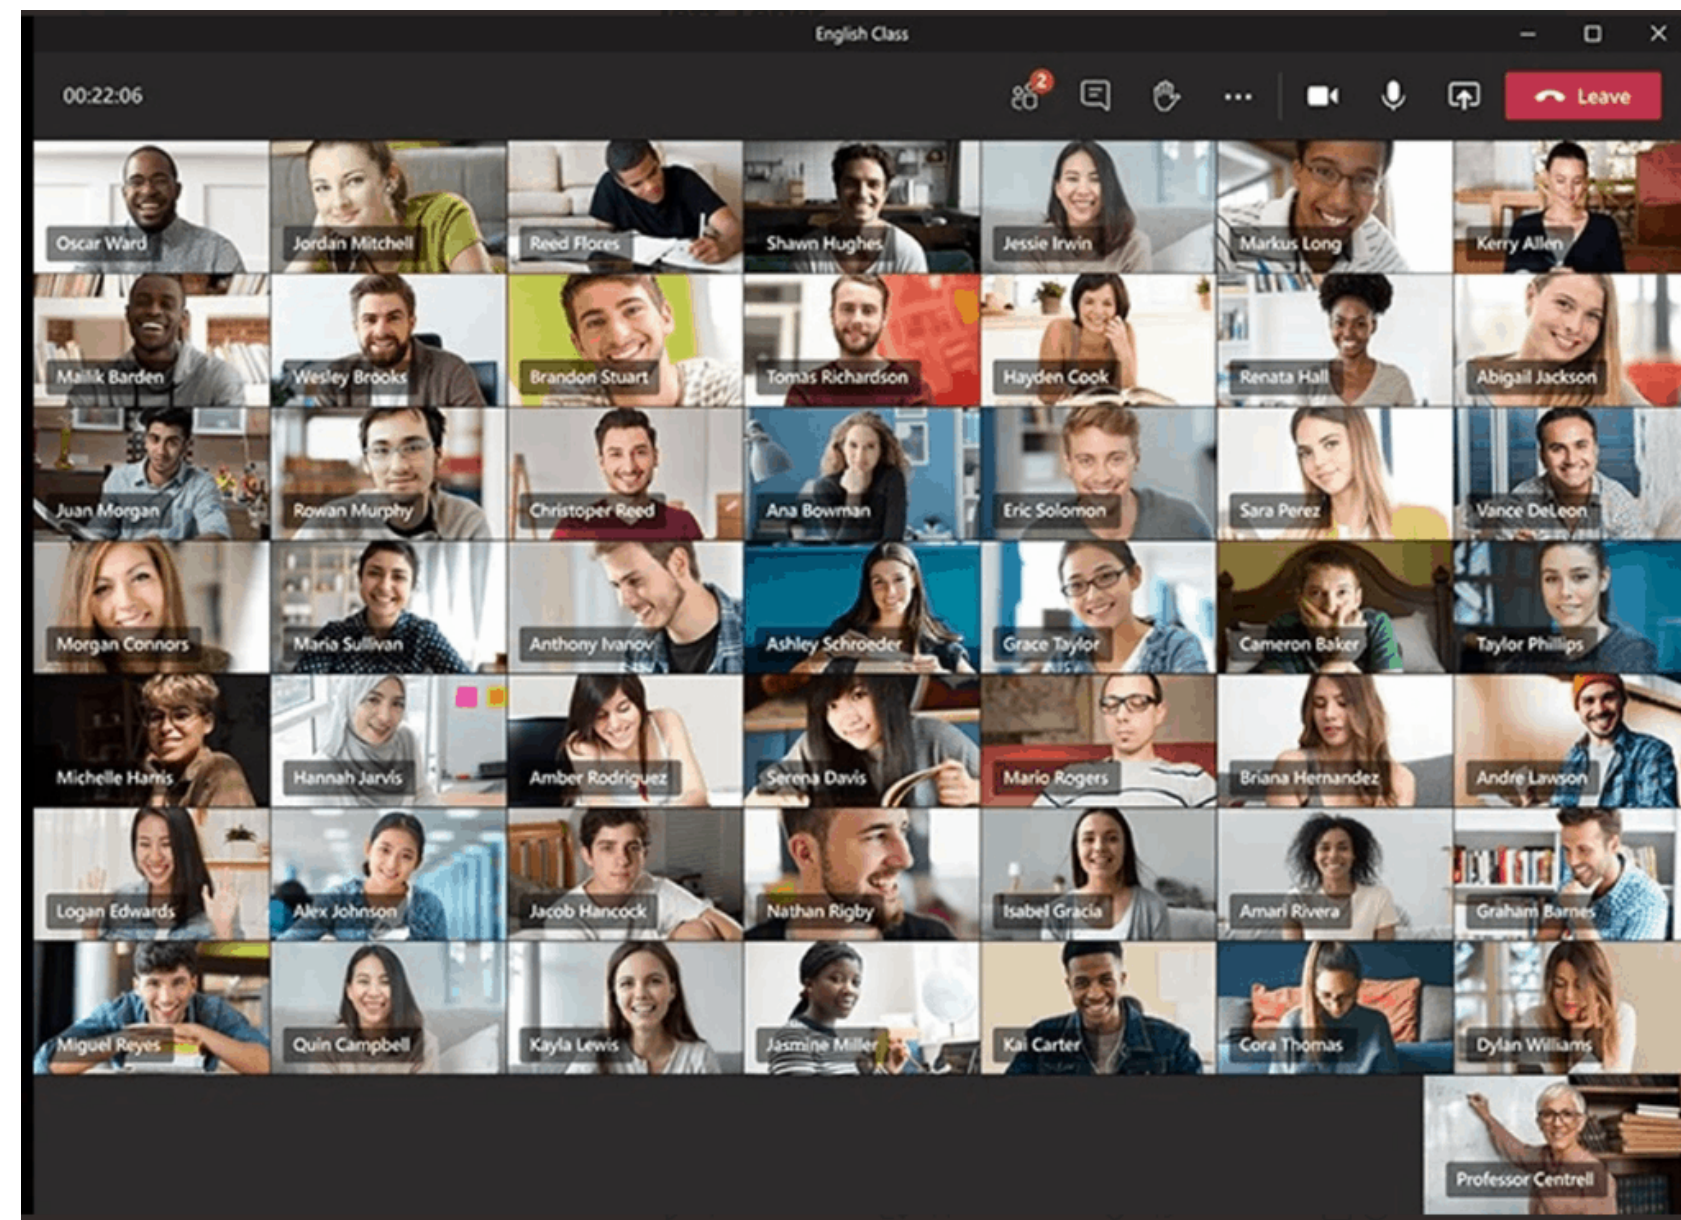 English Class
00:22:06
2
Leave
Oscar Ward
Jordan Mitchell
Reed Flores
Shawn Hughes
Jessie Irwin
Markus Long
Kerry Allen
Mailik Barden
Wesley Brooks
Brandon Stuart
Tomas Richardson
Hayden Cook
Renata Hall
Abigail Jackson
Juan Morgan
Rowan Murphy
Christoper Reed
Ana Bowman
Eric Solomon
Sara Perez
Vance DeLeon
Morgan Connors
Maria Sullivan
Anthony Ivanov
Ashley Schroeder
Grace Taylor
Cameron Baker
Taylor Phillips
Michelle Harris
Hannah Jarvis
Amber Rodriguez
Serena Davis
Mario Rogers
Briana Hernandez
Andre Lawson
Logan Edwards
Alex Johnson
Jacob Hancock
Nathan Rigby
Isabel Gracia
Amari Rivera
Graham Barnes
Miguel Reyes
Quin Campbell
Kayla Lewis
Jasmine Miller
Kai Carter
Cora Thomas
Dylan Williams
Professor Centrell